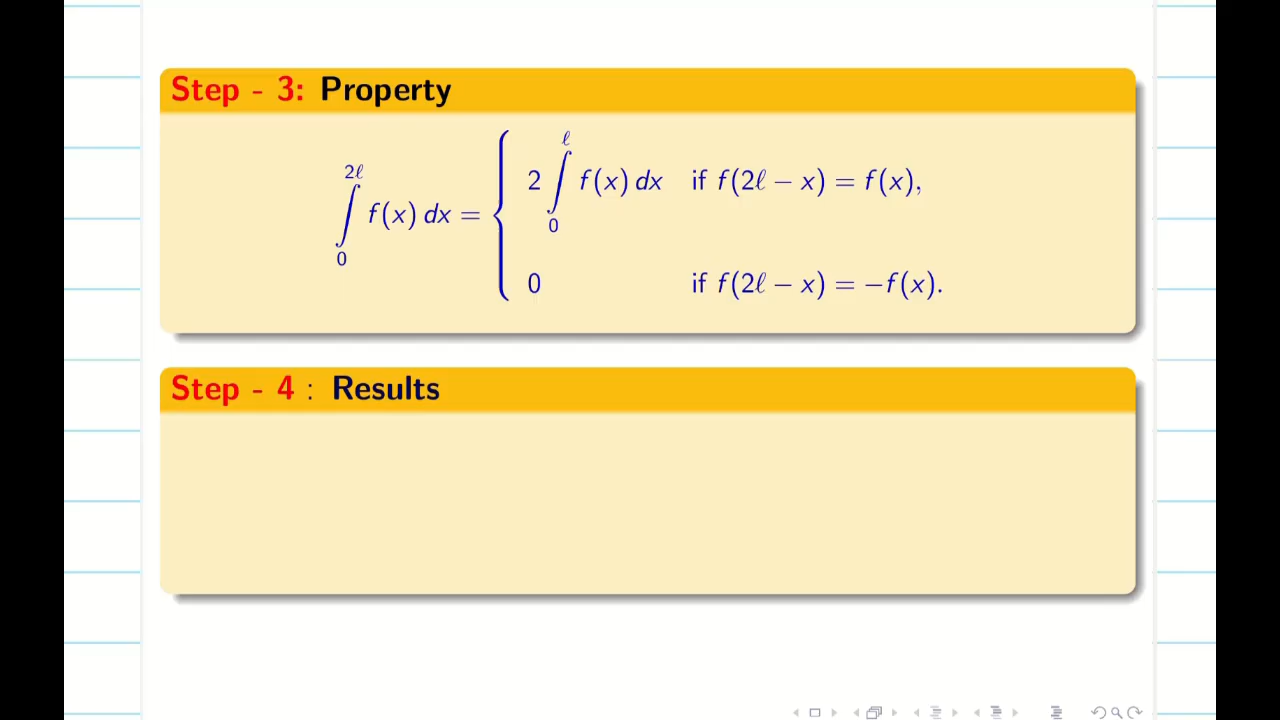 Step - 3: Property
∫₀^{2ℓ} f(x) dx = { 2 ∫₀^{ℓ} f(x) dx if f(2ℓ − x) = f(x),
0 if f(2ℓ − x) = −f(x).
Step - 4 : Results